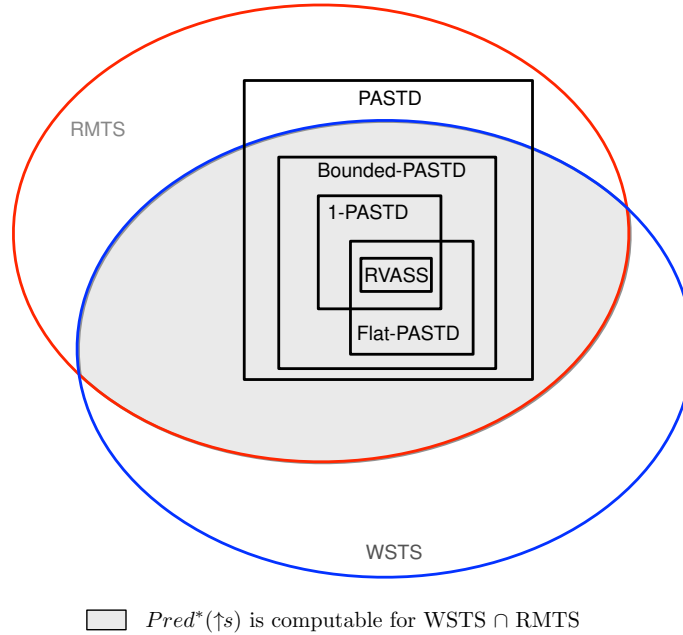 PASTD
RMTS
Bounded-PASTD
1-PASTD
RVASS
Flat-PASTD
WSTS
Pred*(↑s) is computable for WSTS ∩ RMTS